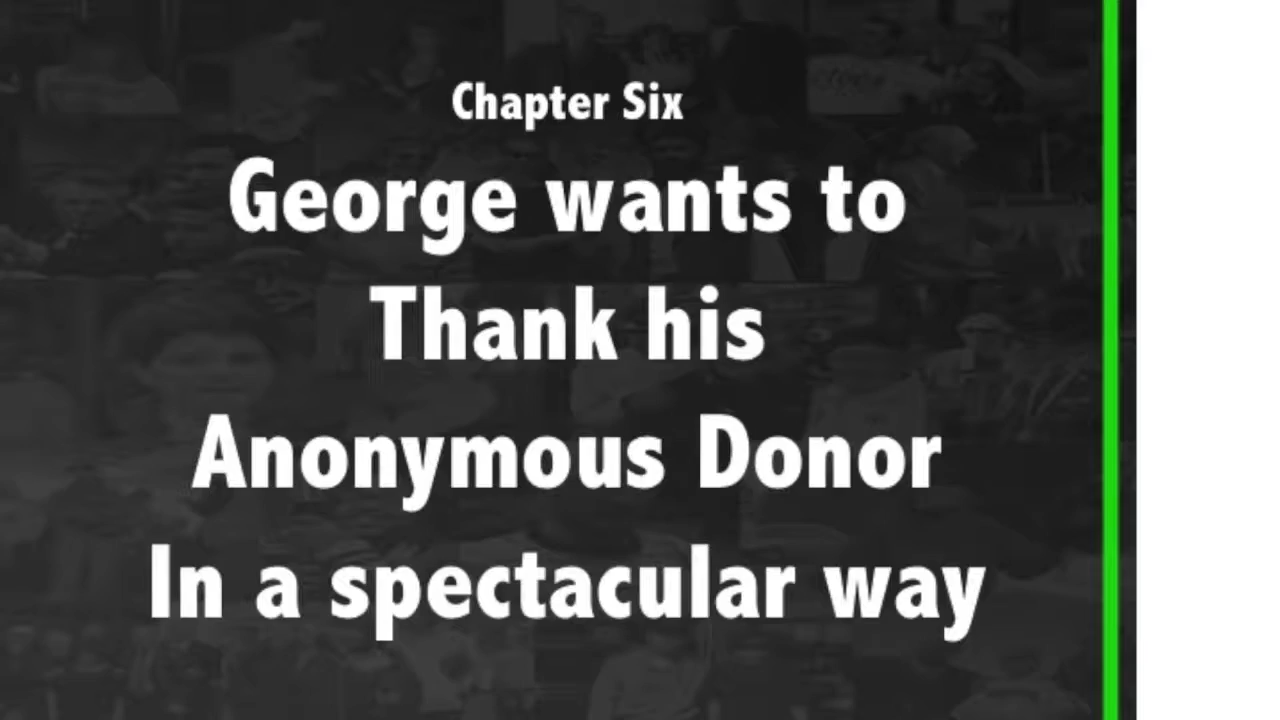 Chapter Six
George wants to
Thank his
Anonymous Donor
In a spectacular way